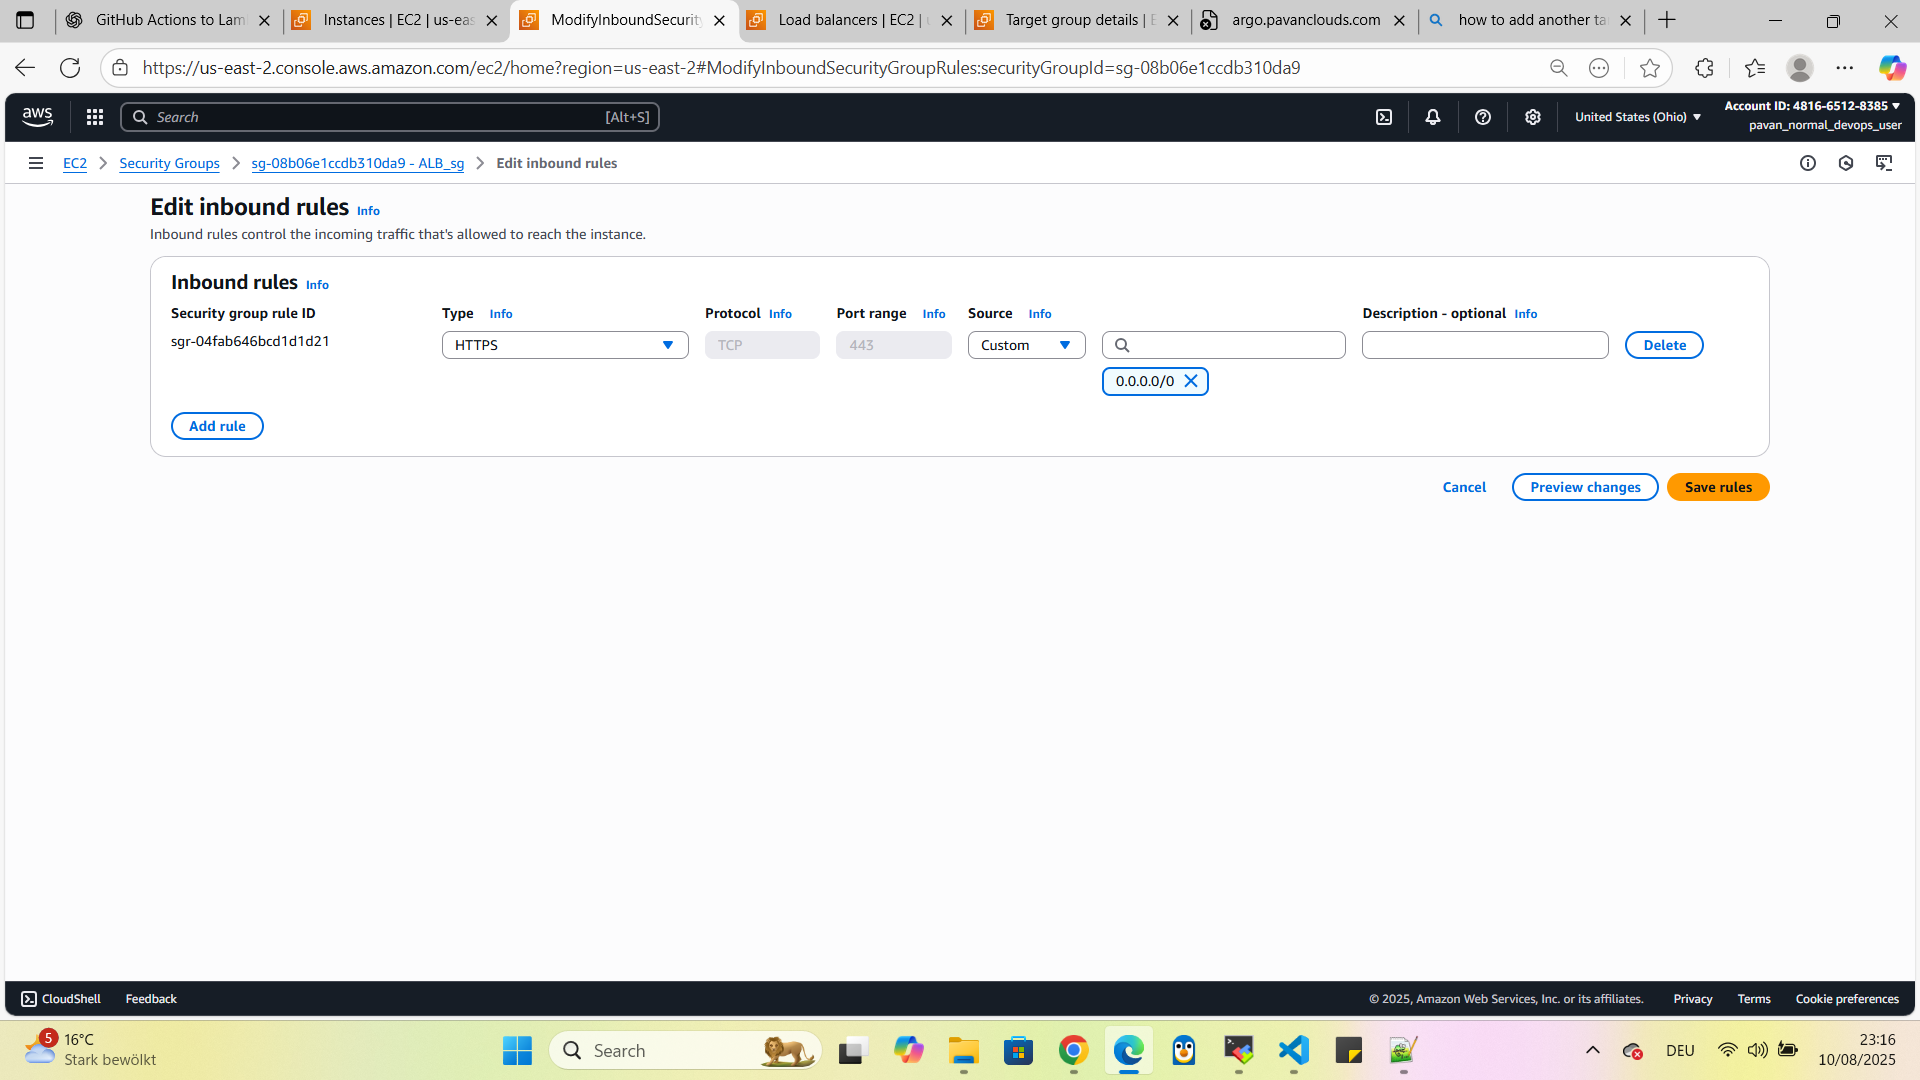 GitHub Actions to Lam
Instances | EC2 | us-eas
ModifyInboundSecurity
Load balancers | EC2 | u
Target group details | E
argo.pavanclouds.com
how to add another ta
https://us-east-2.console.aws.amazon.com/ec2/home?region=us-east-2#ModifyInboundSecurityGroupRules:securityGroupId=sg-08b06e1ccdb310da9
aws
Search
[Alt+S]
United States (Ohio)
Account ID: 4816-6512-8385
pavan_normal_devops_user
EC2
Security Groups
sg-08b06e1ccdb310da9 - ALB_sg
Edit inbound rules
Edit inbound rules Info
Inbound rules control the incoming traffic that's allowed to reach the instance.
Inbound rules Info
Security group rule ID
Type Info
Protocol Info
Port range Info
Source Info
Description - optional Info
sgr-04fab646bcd1d1d21
HTTPS
TCP
443
Custom
Delete
0.0.0.0/0
Add rule
Cancel
Preview changes
Save rules
CloudShell
Feedback
© 2025, Amazon Web Services, Inc. or its affiliates.
Privacy
Terms
Cookie preferences
5
16°C
Stark bewölkt
Search
DEU
23:16
10/08/2025